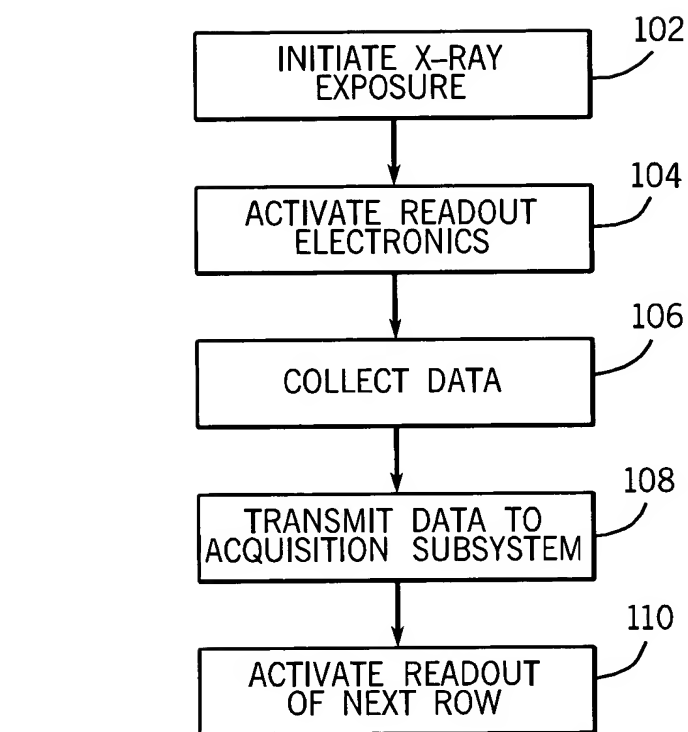 102
INITIATE X-RAY
EXPOSURE
104
ACTIVATE READOUT
ELECTRONICS
106
COLLECT DATA
108
TRANSMIT DATA TO
ACQUISITION SUBSYSTEM
110
ACTIVATE READOUT
OF NEXT ROW